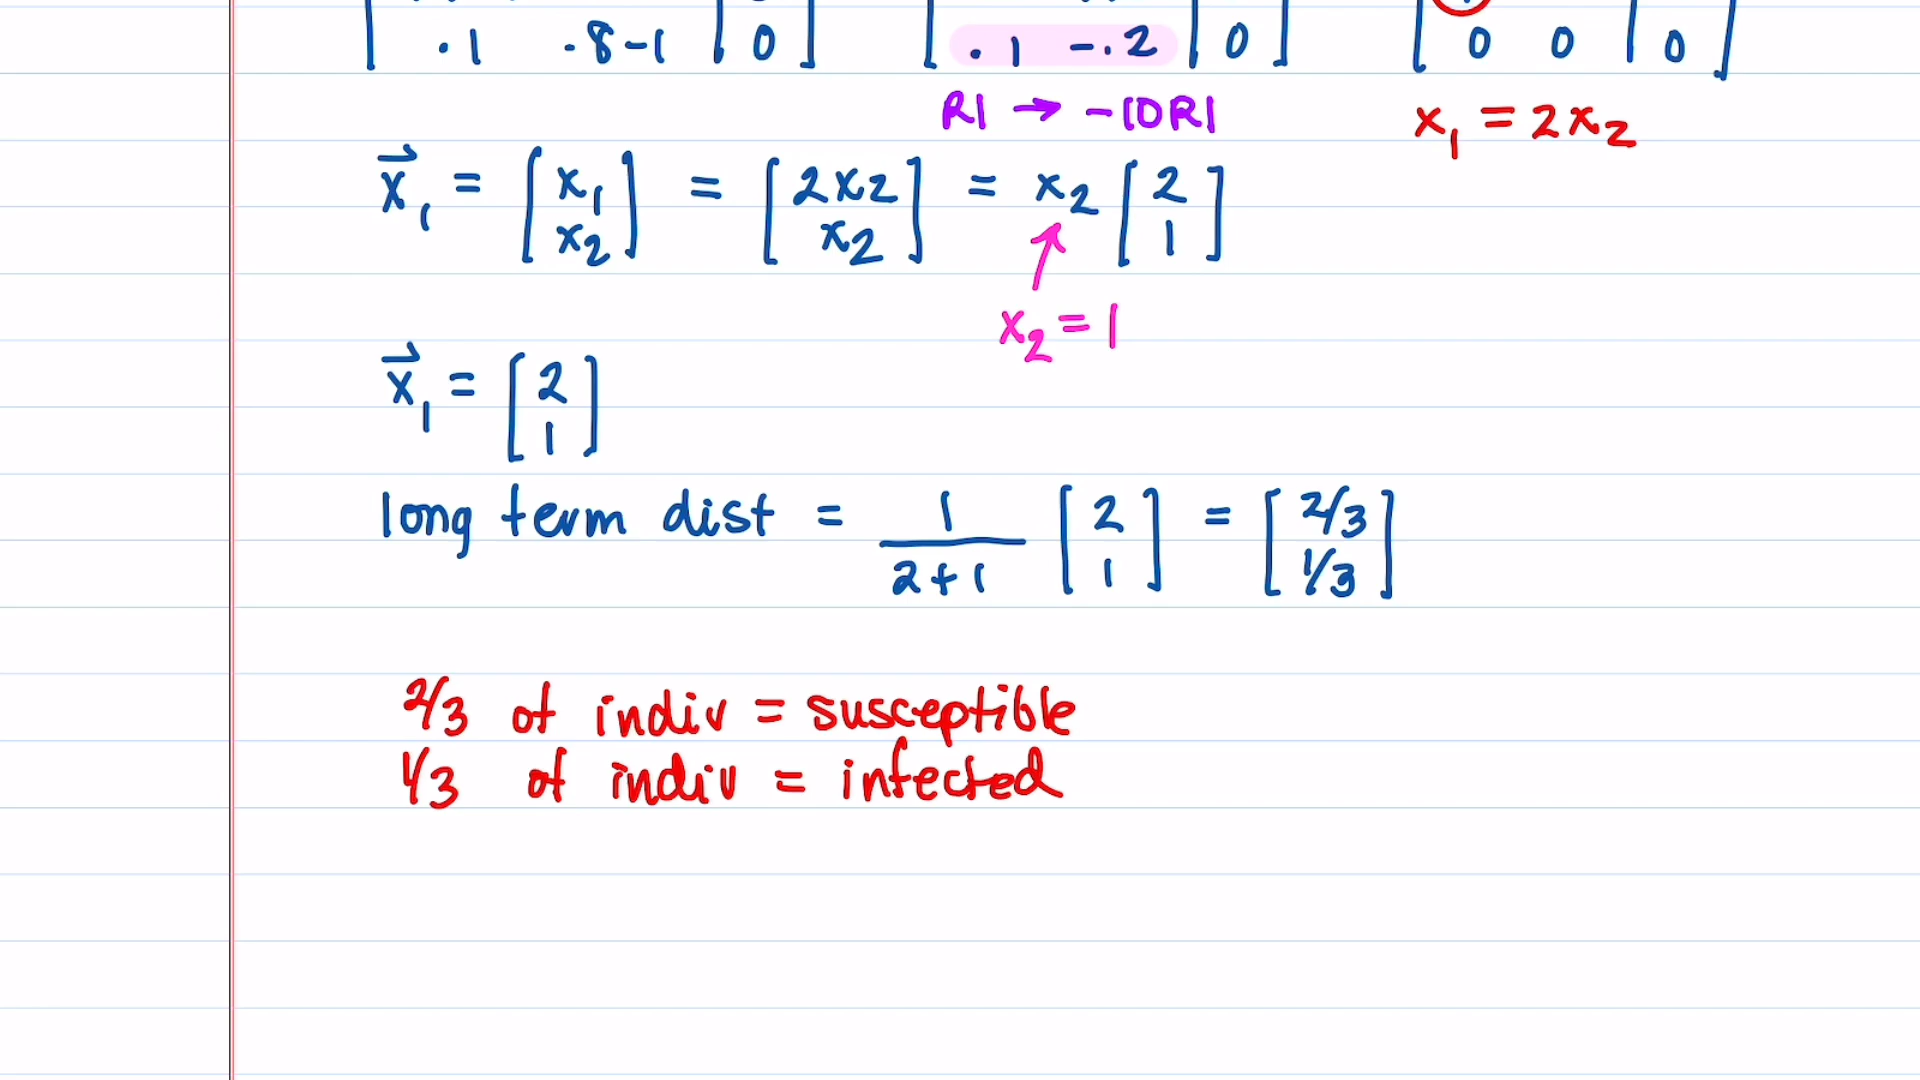 [ .1 .8-1 | 0 ] [ .1 -.2 | 0 ] [ 0 0 | 0 ]
R1 → -10R1 x₁ = 2x₂
x⃗₁ = [ x₁ x₂ ] = [ 2x2 x2 ] = x₂ [ 2 1 ]
x₂ = 1
x⃗₁ = [ 2 1 ]
long term dist = 1/(2+1) [ 2 1 ] = [ 2/3 1/3 ]
2/3 of indiv = susceptible
1/3 of indiv = infected